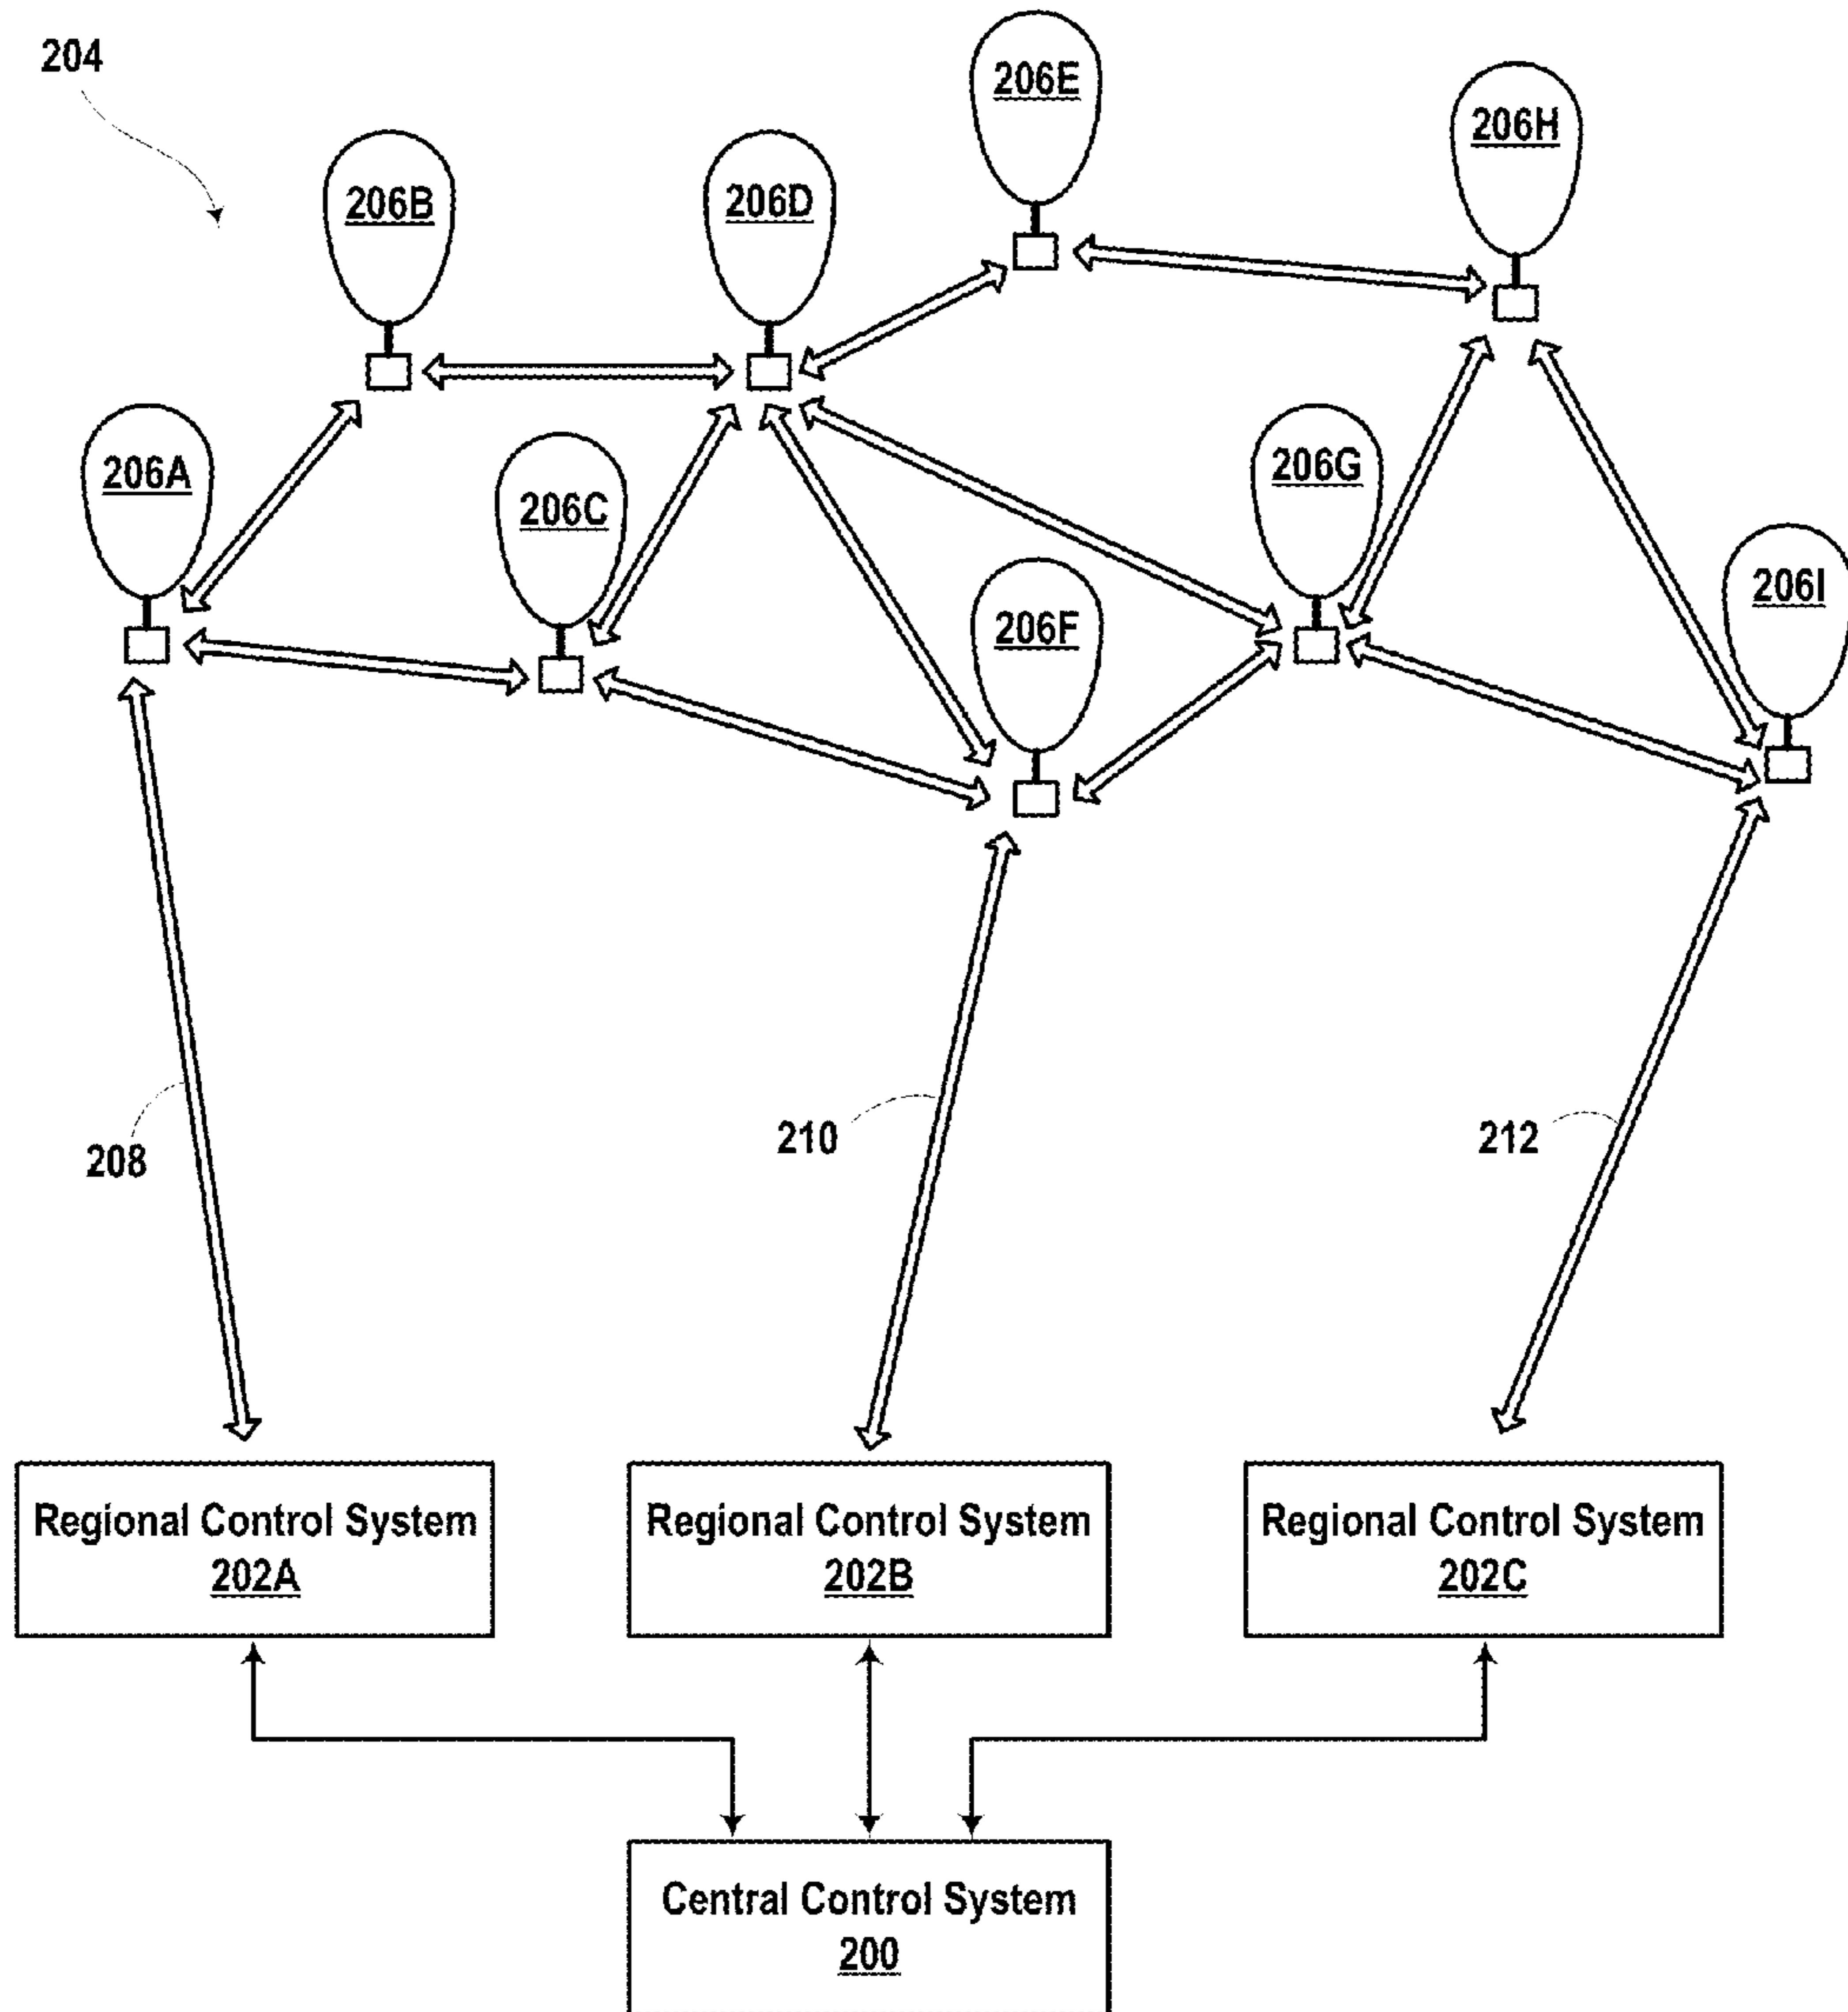 204
206E
206H
206B
206D
206A
206C
206G
206F
206I
208
210
212
Regional Control System
202A
Regional Control System
202B
Regional Control System
202C
Central Control System
200